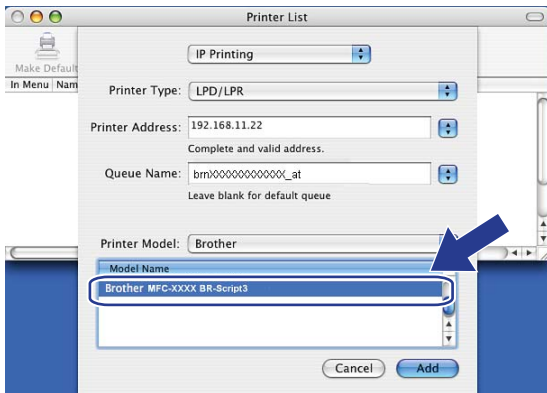 Printer List
IP Printing
Make Default
In Menu Nam
Printer Type: LPD/LPR
Printer Address: 192.168.11.22
Complete and valid address.
Queue Name: brnXXXXXXXXXXXX_at
Leave blank for default queue
Printer Model: Brother
Model Name
Brother MFC-XXXX BR-Script3
Cancel Add